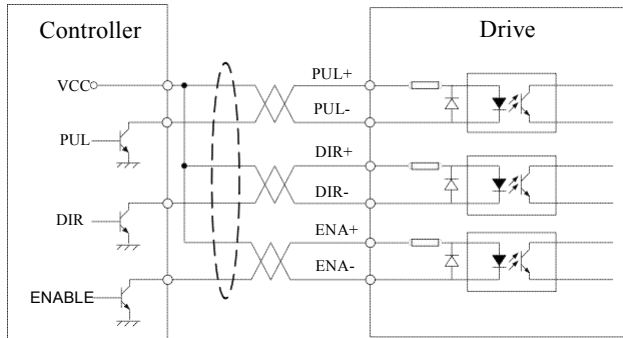 Controller
Drive
VCC
PUL+
PUL-
PUL
DIR+
DIR-
DIR
ENA+
ENA-
ENABLE